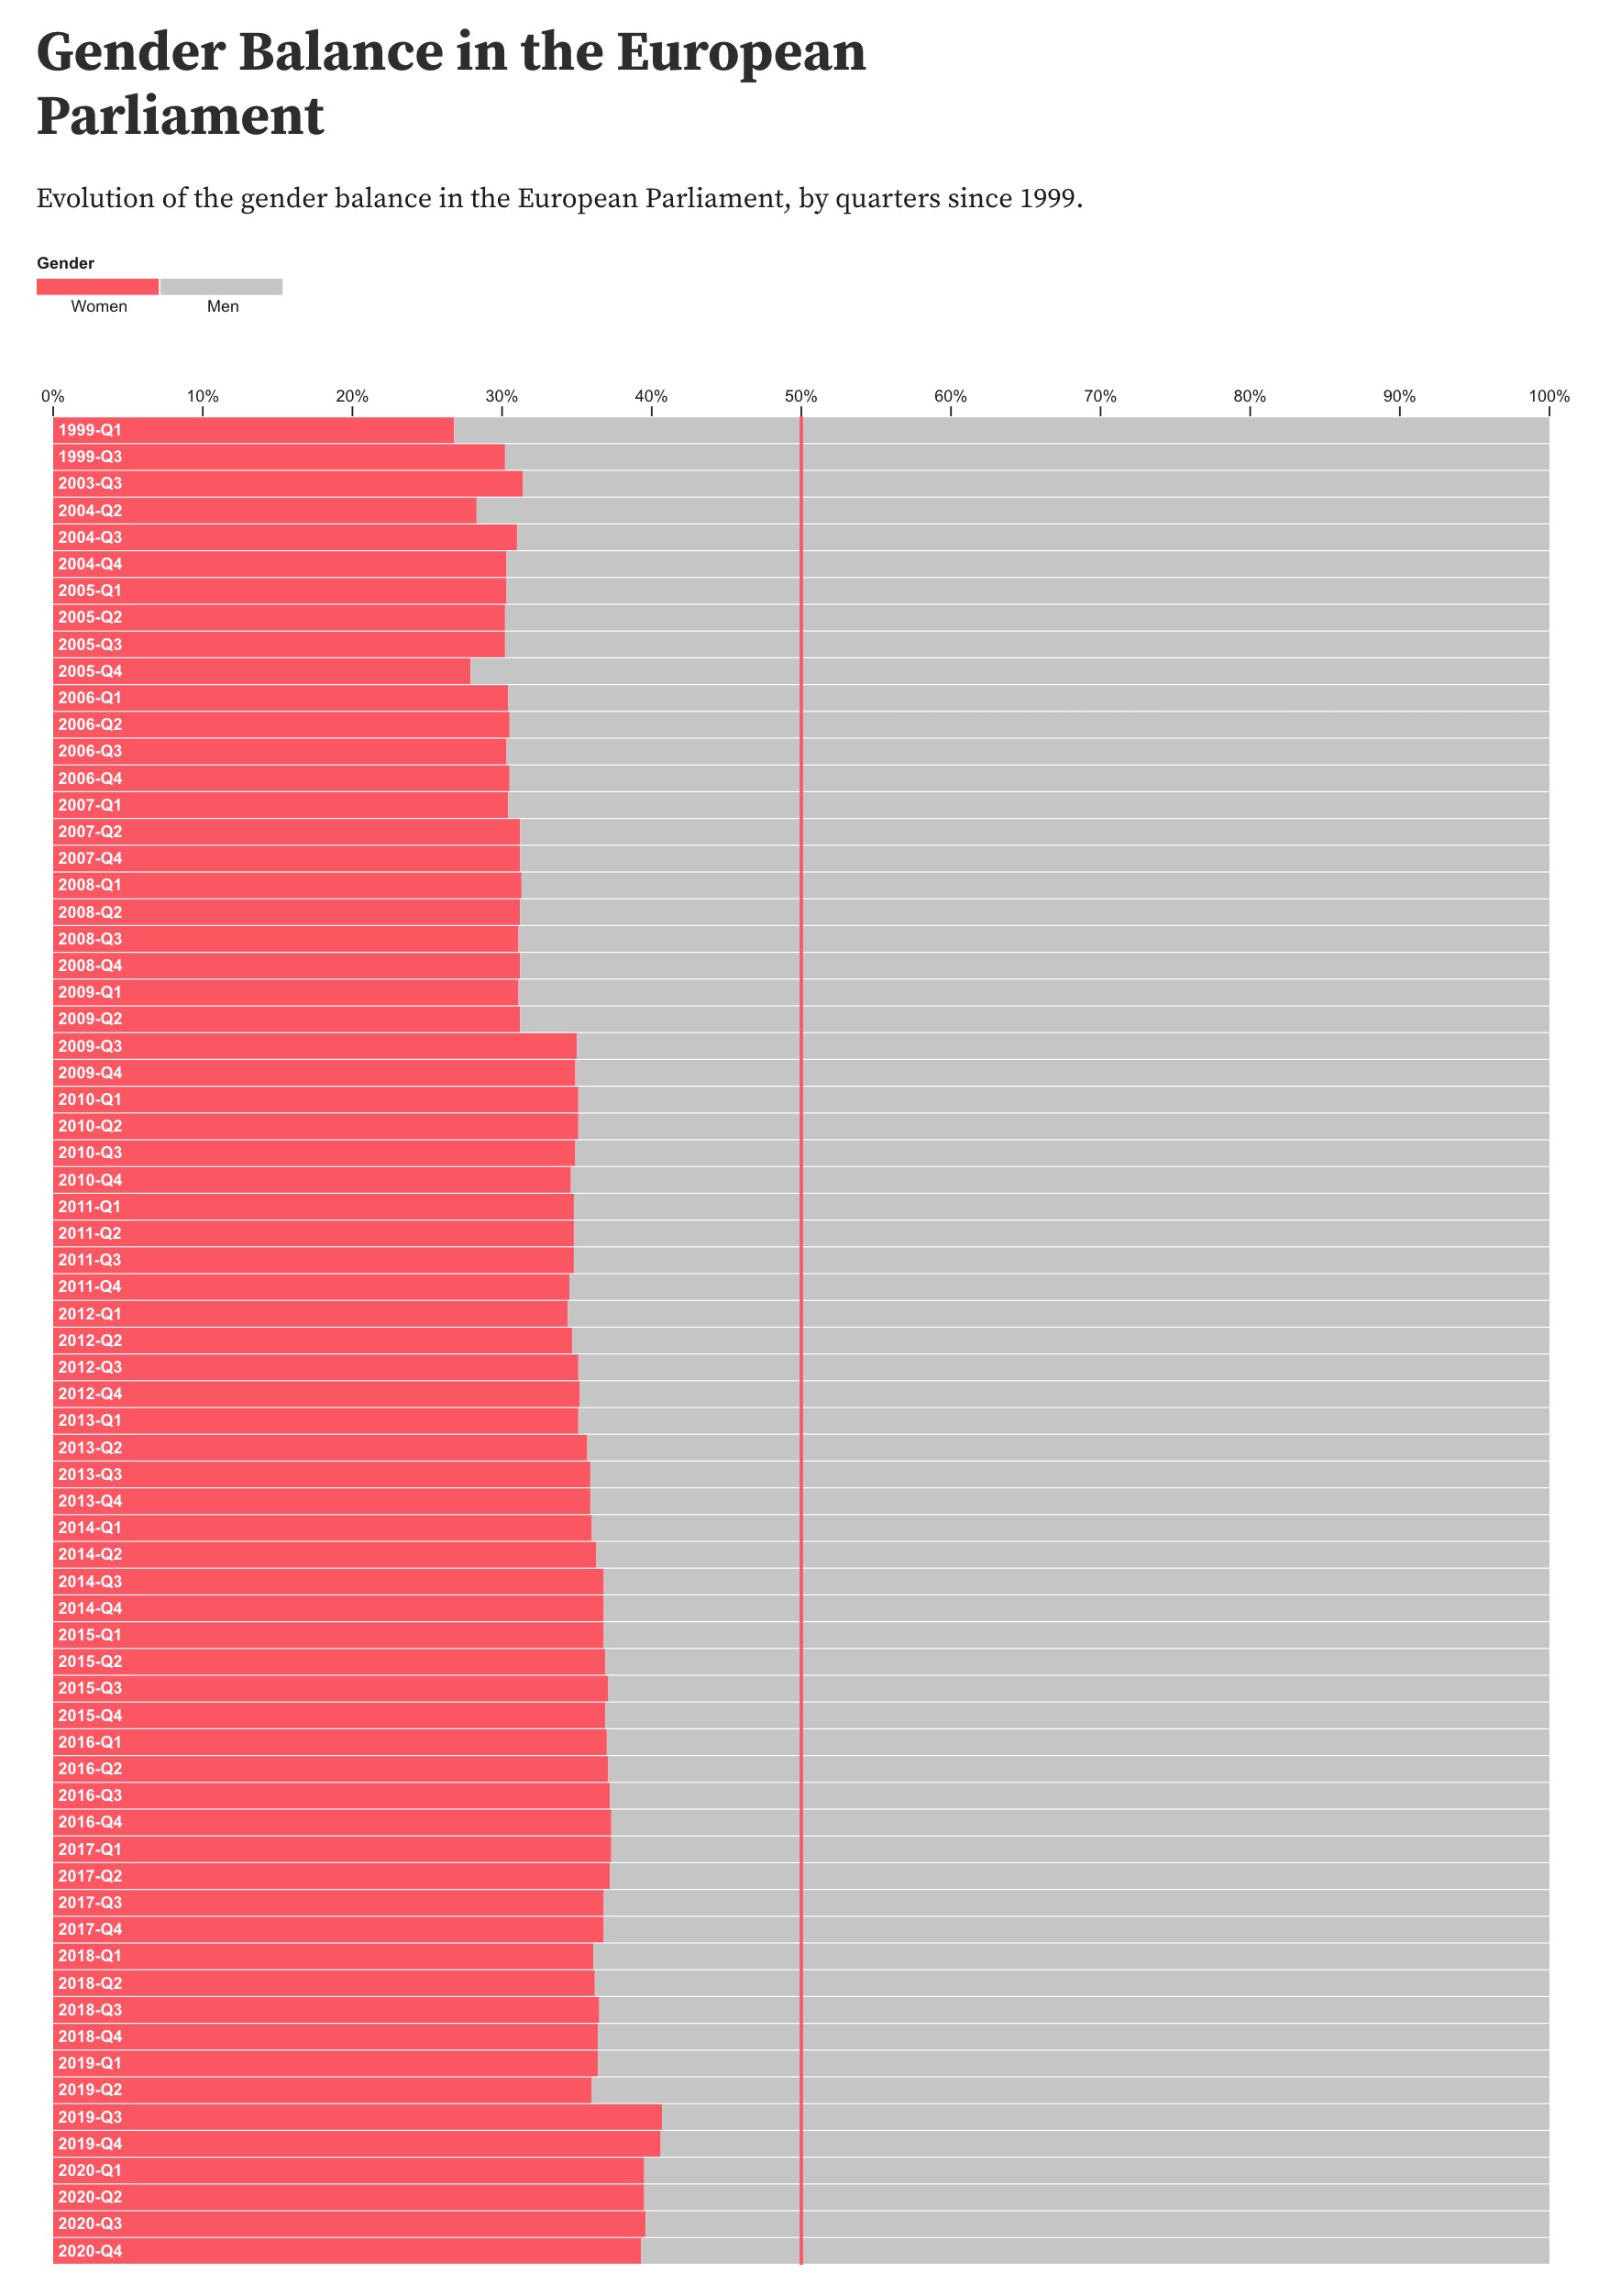 Gender Balance in the European
Parliament
Evolution of the gender balance in the European Parliament, by quarters since 1999.
Gender
Women Men
0% 10% 20% 30% 40% 50% 60% 70% 80% 90% 100%
1999-Q1
1999-Q3
2003-Q3
2004-Q2
2004-Q3
2004-Q4
2005-Q1
2005-Q2
2005-Q3
2005-Q4
2006-Q1
2006-Q2
2006-Q3
2006-Q4
2007-Q1
2007-Q2
2007-Q4
2008-Q1
2008-Q2
2008-Q3
2008-Q4
2009-Q1
2009-Q2
2009-Q3
2009-Q4
2010-Q1
2010-Q2
2010-Q3
2010-Q4
2011-Q1
2011-Q2
2011-Q3
2011-Q4
2012-Q1
2012-Q2
2012-Q3
2012-Q4
2013-Q1
2013-Q2
2013-Q3
2013-Q4
2014-Q1
2014-Q2
2014-Q3
2014-Q4
2015-Q1
2015-Q2
2015-Q3
2015-Q4
2016-Q1
2016-Q2
2016-Q3
2016-Q4
2017-Q1
2017-Q2
2017-Q3
2017-Q4
2018-Q1
2018-Q2
2018-Q3
2018-Q4
2019-Q1
2019-Q2
2019-Q3
2019-Q4
2020-Q1
2020-Q2
2020-Q3
2020-Q4